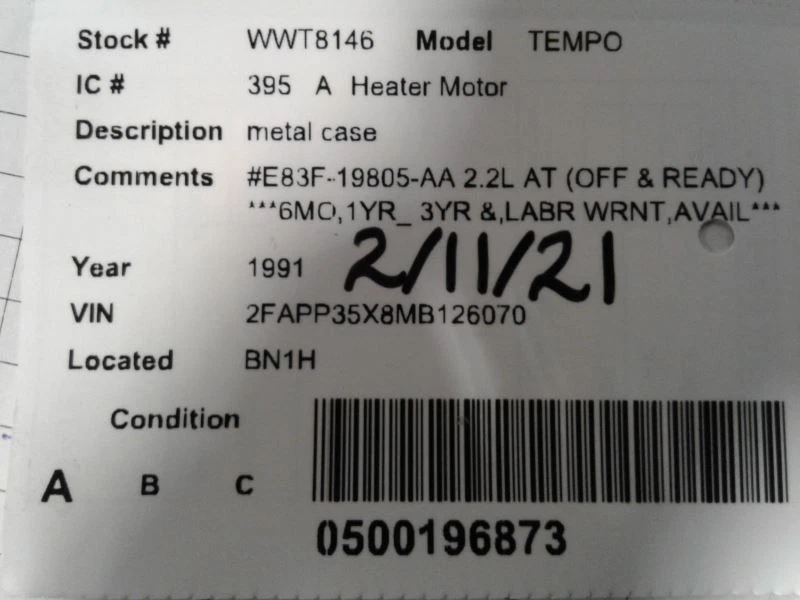 Stock # WWT8146 Model TEMPO
IC # 395 A Heater Motor
Description metal case
Comments #E83F-19805-AA 2.2L AT (OFF & READY)
***6MO,1YR_ 3YR &,LABR WRNT,AVAIL***
2/11/21
Year 1991
VIN 2FAPP35X8MB126070
Located BN1H
Condition
A B C
0500196873